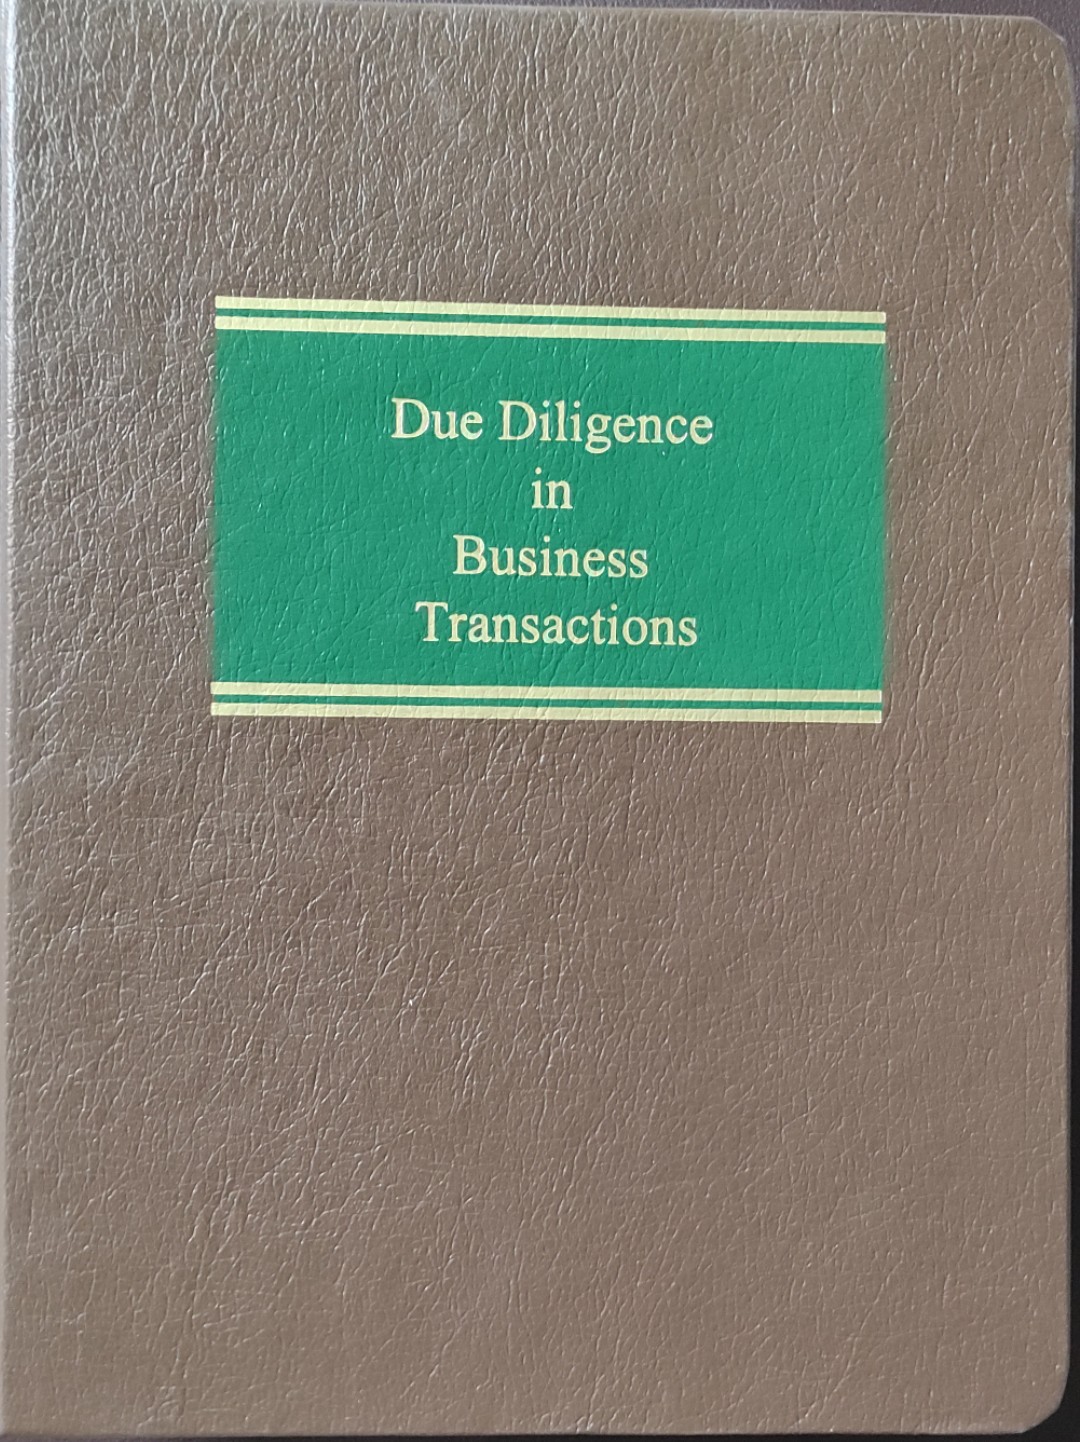 Due Diligence
in
Business
Transactions